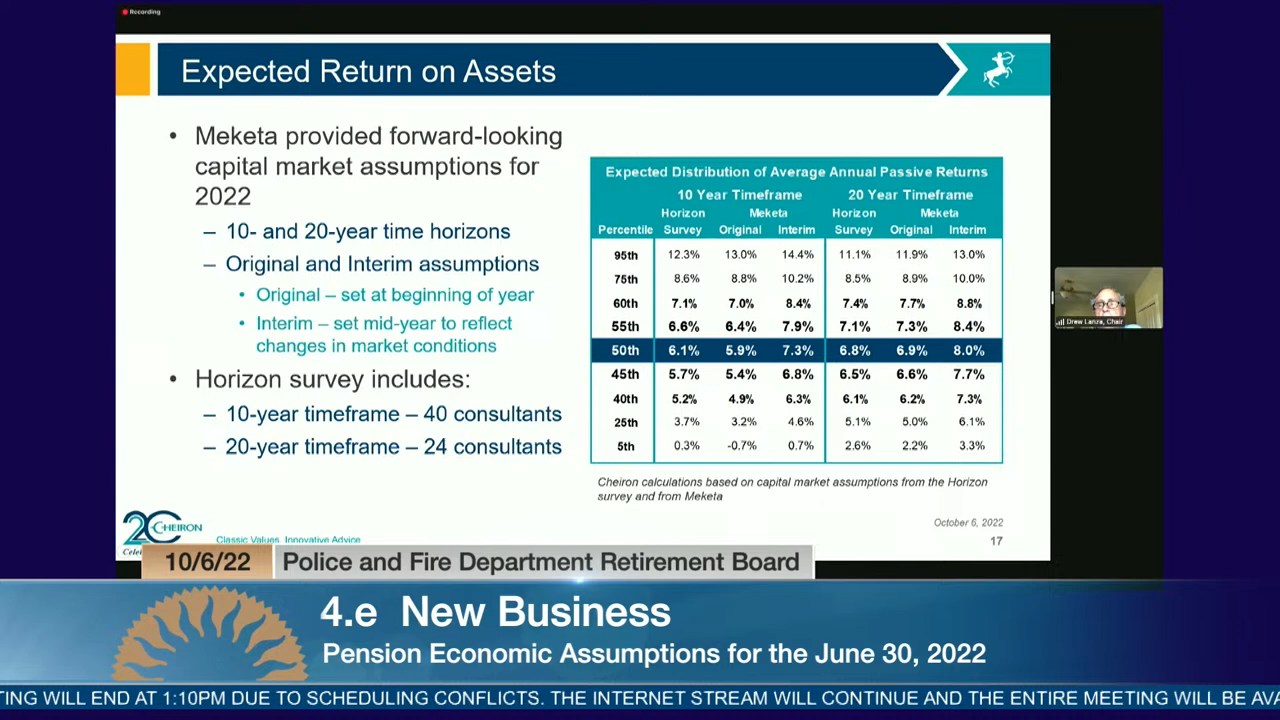 Recording
Expected Return on Assets
• Meketa provided forward-looking
capital market assumptions for
2022
– 10- and 20-year time horizons
– Original and Interim assumptions
• Original – set at beginning of year
• Interim – set mid-year to reflect
changes in market conditions
• Horizon survey includes:
– 10-year timeframe – 40 consultants
– 20-year timeframe – 24 consultants
Expected Distribution of Average Annual Passive Returns
10 Year Timeframe 20 Year Timeframe
Horizon Meketa Horizon Meketa
Percentile Survey Original Interim Survey Original Interim
95th 12.3% 13.0% 14.4% 11.1% 11.9% 13.0%
75th 8.6% 8.8% 10.2% 8.5% 8.9% 10.0%
60th 7.1% 7.0% 8.4% 7.4% 7.7% 8.8%
55th 6.6% 6.4% 7.9% 7.1% 7.3% 8.4%
50th 6.1% 5.9% 7.3% 6.8% 6.9% 8.0%
45th 5.7% 5.4% 6.8% 6.5% 6.6% 7.7%
40th 5.2% 4.9% 6.3% 6.1% 6.2% 7.3%
25th 3.7% 3.2% 4.6% 5.1% 5.0% 6.1%
5th 0.3% -0.7% 0.7% 2.6% 2.2% 3.3%
Cheiron calculations based on capital market assumptions from the Horizon
survey and from Meketa
Drew Lanza, Chair
October 6, 2022
17
20 CHEIRON
Classic Values, Innovative Advice
10/6/22 Police and Fire Department Retirement Board
4.e New Business
Pension Economic Assumptions for the June 30, 2022
TING WILL END AT 1:10PM DUE TO SCHEDULING CONFLICTS. THE INTERNET STREAM WILL CONTINUE AND THE ENTIRE MEETING WILL BE AVA